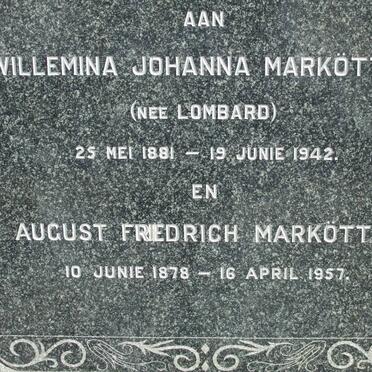 AAN
WILLEMINA JOHANNA MARKÖTT
(NEE LOMBARD)
25 MEI 1881 — 19 JUNIE 1942.
EN
AUGUST FRIEDRICH MARKÖTT
10 JUNIE 1878 — 16 APRIL 1957.